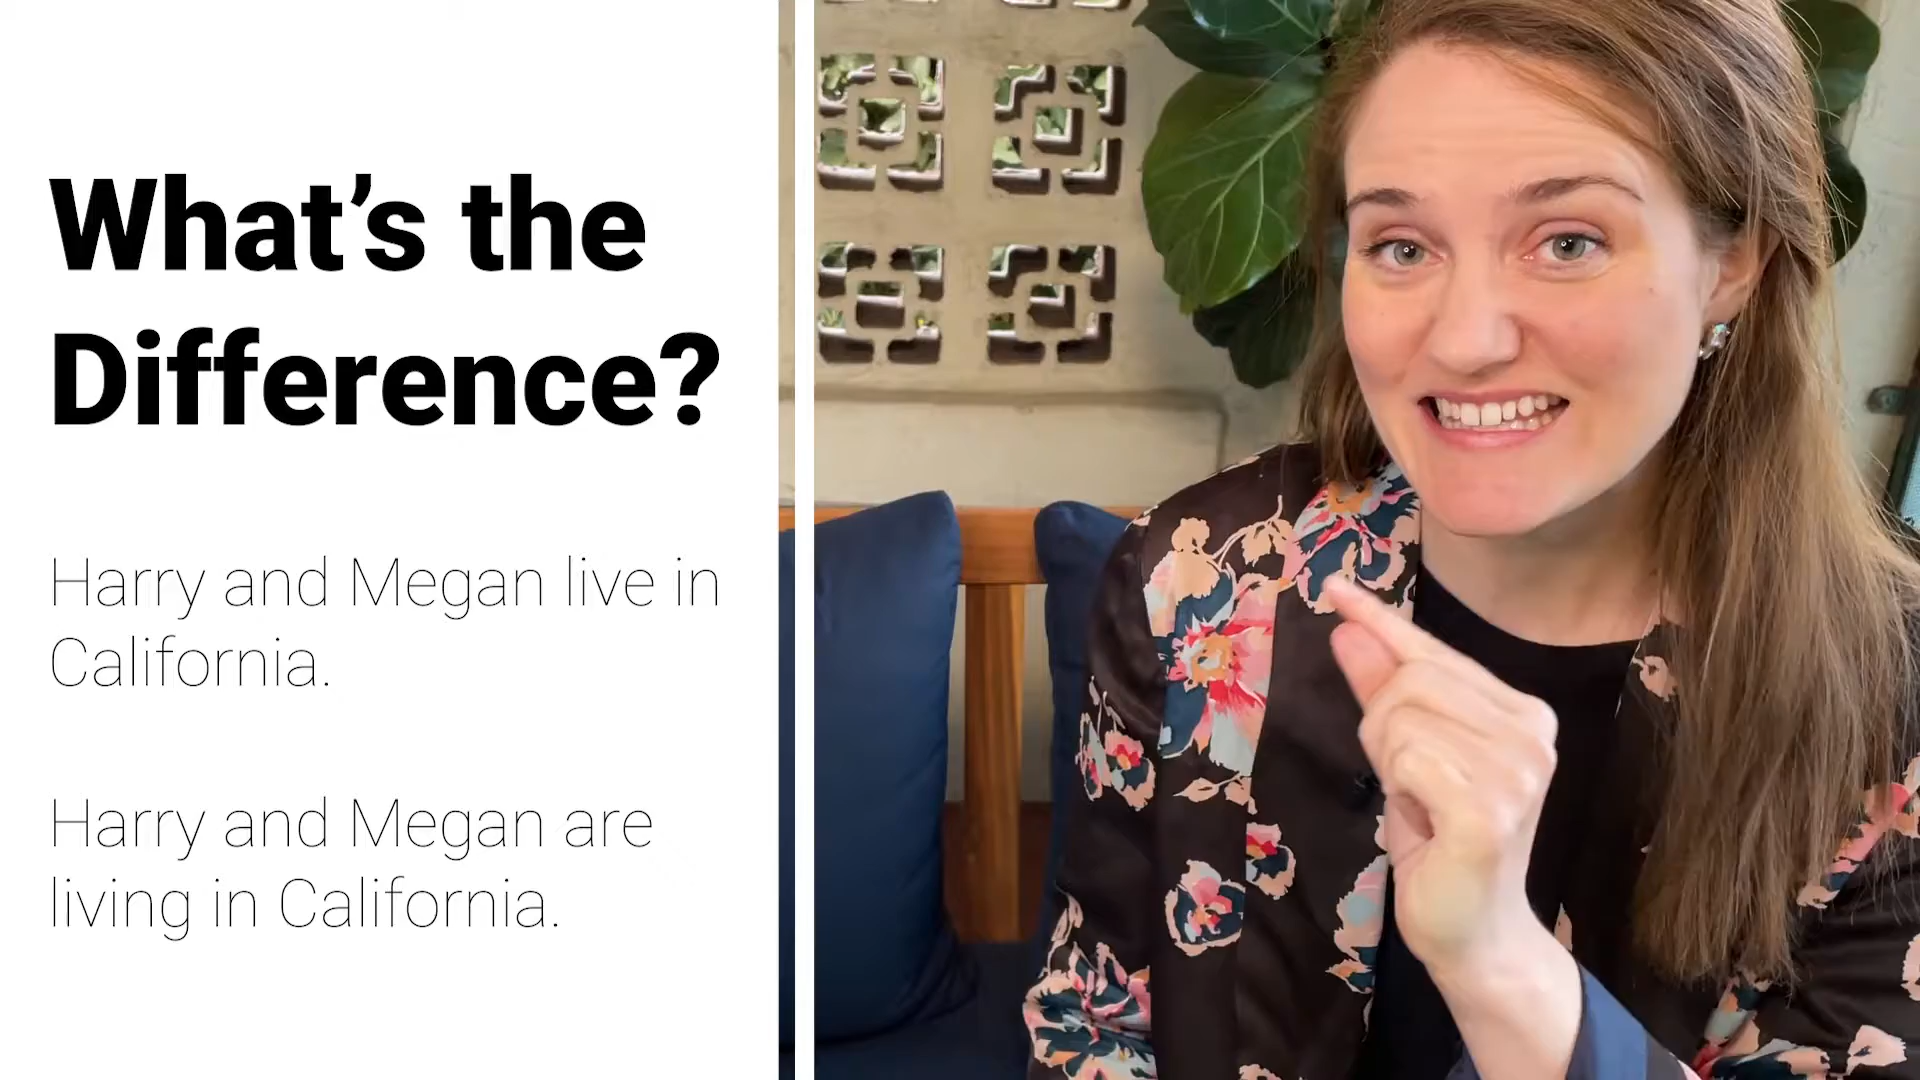 What’s the
Difference?
Harry and Megan live in
California.
Harry and Megan are
living in California.